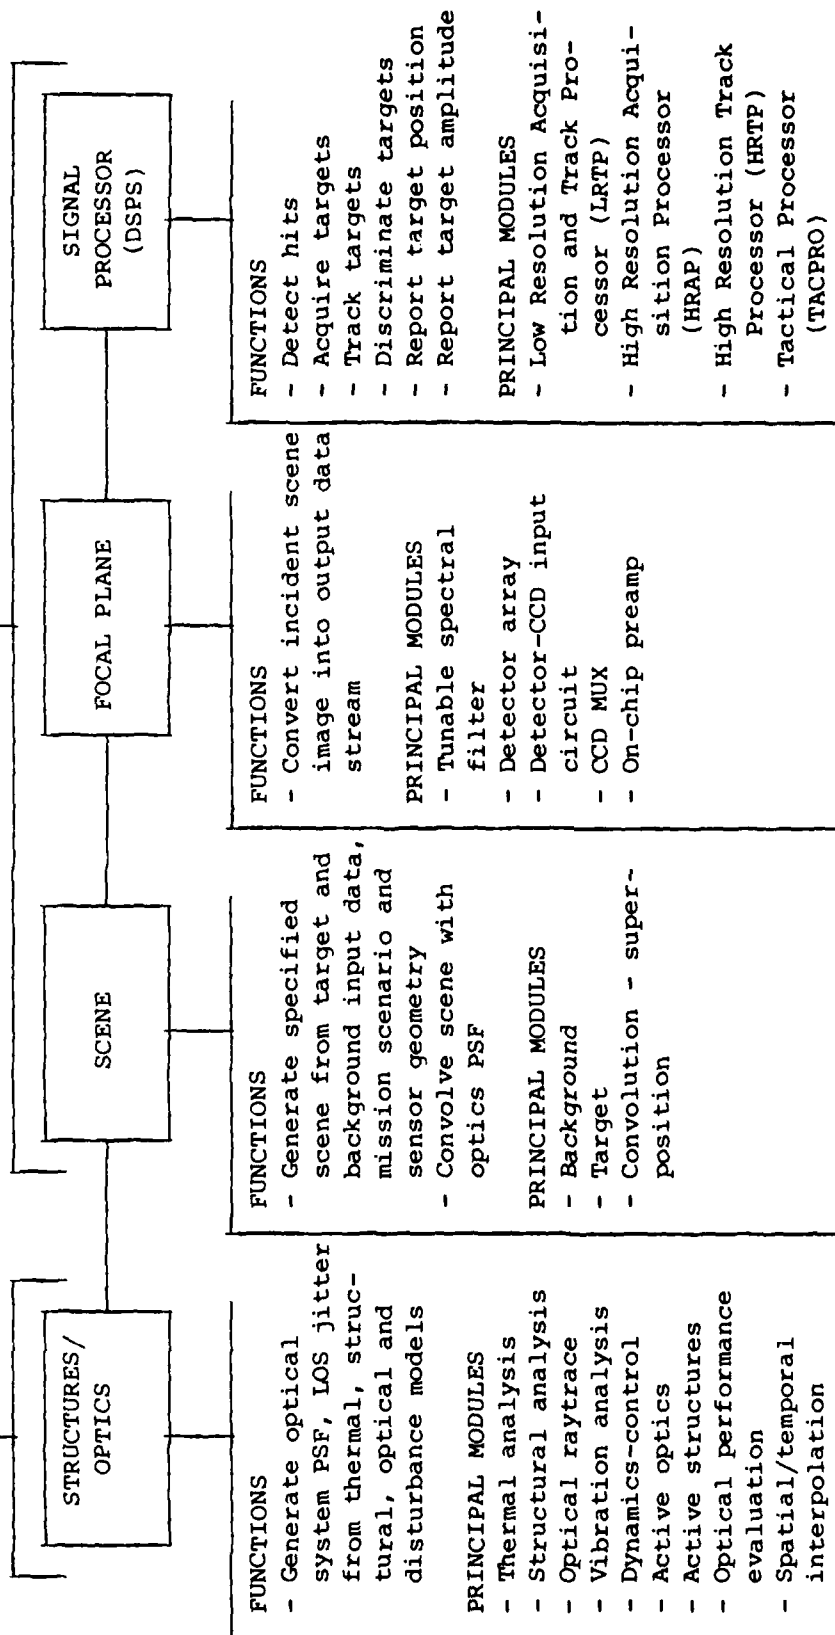 STRUCTURES/
OPTICS
FUNCTIONS
- Generate optical
system PSF, LOS jitter
from thermal, struc-
tural, optical and
disturbance models
PRINCIPAL MODULES
- Thermal analysis
- Structural analysis
- Optical raytrace
- Vibration analysis
- Dynamics-control
- Active optics
- Active structures
- Optical performance
evaluation
- Spatial/temporal
interpolation
SCENE
FUNCTIONS
- Generate specified
scene from target and
background input data,
mission scenario and
sensor geometry
- Convolve scene with
optics PSF
PRINCIPAL MODULES
- Background
- Target
- Convolution - super-
position
FOCAL PLANE
FUNCTIONS
- Convert incident scene
image into output data
stream
PRINCIPAL MODULES
- Tunable spectral
filter
- Detector array
- Detector-CCD input
circuit
- CCD MUX
- On-chip preamp
SIGNAL
PROCESSOR
(DSPS)
FUNCTIONS
- Detect hits
- Acquire targets
- Track targets
- Discriminate targets
- Report target position
- Report target amplitude
PRINCIPAL MODULES
- Low Resolution Acquisi-
tion and Track Pro-
cessor (LRTP)
- High Resolution Acqui-
sition Processor
(HRAP)
- High Resolution Track
Processor (HRTP)
- Tactical Processor
(TACPRO)